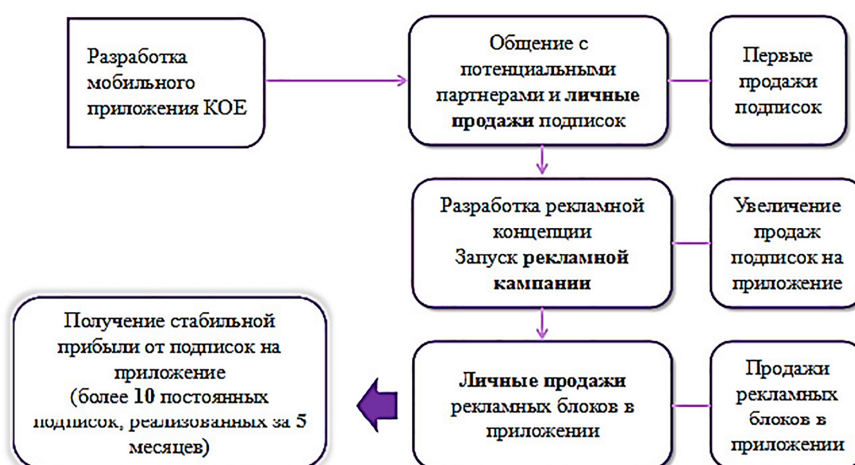 Разработка
мобильного
приложения КОЕ
Общение с
потенциальными
партнерами и личные
продажи подписок
Первые
продажи
подписок
Разработка рекламной
концепции
Запуск рекламной
кампании
Увеличение
продаж
подписок на
приложение
Личные продажи
рекламных блоков в
приложении
Продажи
рекламных
блоков в
приложении
Получение стабильной
прибыли от подписок на
приложение
(более 10 постоянных
подписок, реализованных за 5
месяцев)